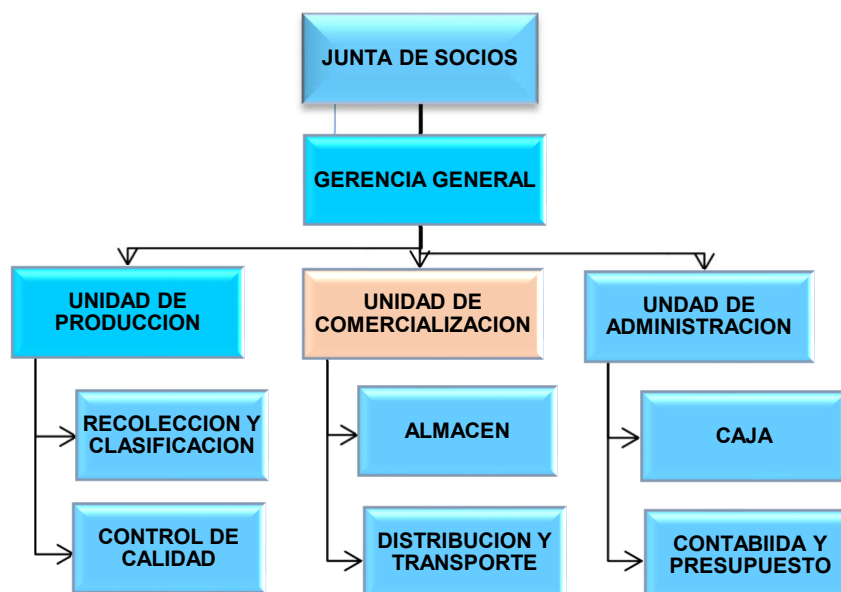 JUNTA DE SOCIOS
GERENCIA GENERAL
UNIDAD DE
PRODUCCION
UNIDAD DE
COMERCIALIZACION
UNDAD DE
ADMINISTRACION
RECOLECCION Y
CLASIFICACION
ALMACEN
CAJA
CONTROL DE
CALIDAD
DISTRIBUCION Y
TRANSPORTE
CONTABIIDA Y
PRESUPUESTO